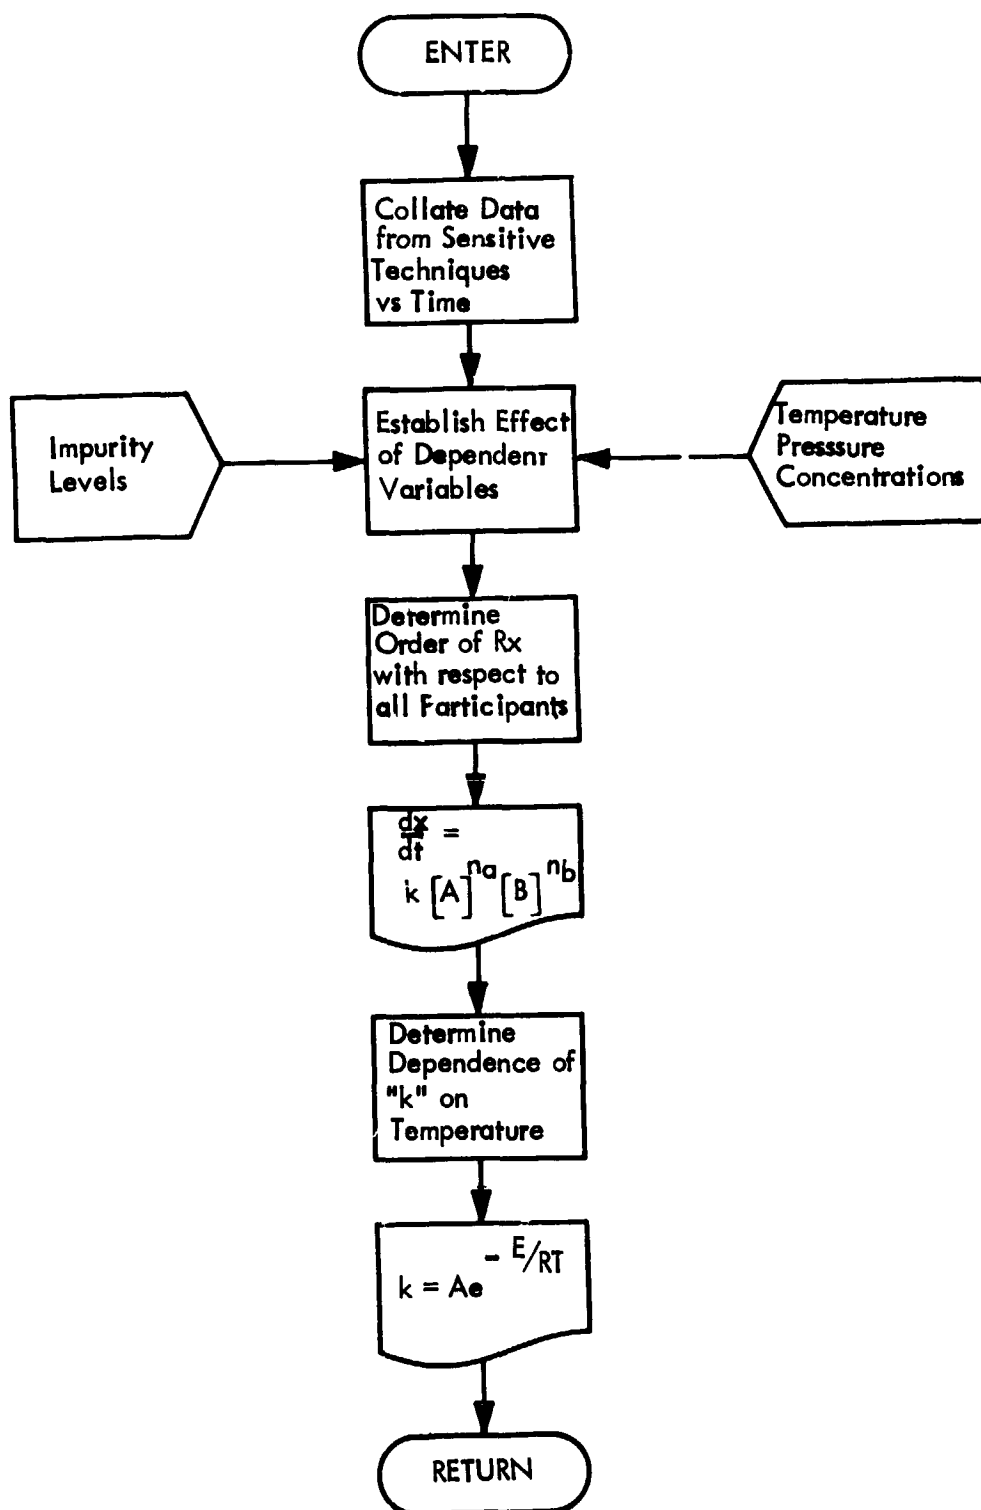 ENTER
Collate Data
from Sensitive
Techniques
vs Time
Impurity
Levels
Establish Effect
of Dependent
Variables
Temperature
Presssure
Concentrations
Determine
Order of Rx
with respect to
all Farticipants
dx
dt =
k [A]^na [B]^nb
Determine
Dependence of
"k" on
Temperature
k = Ae^- E/RT
RETURN